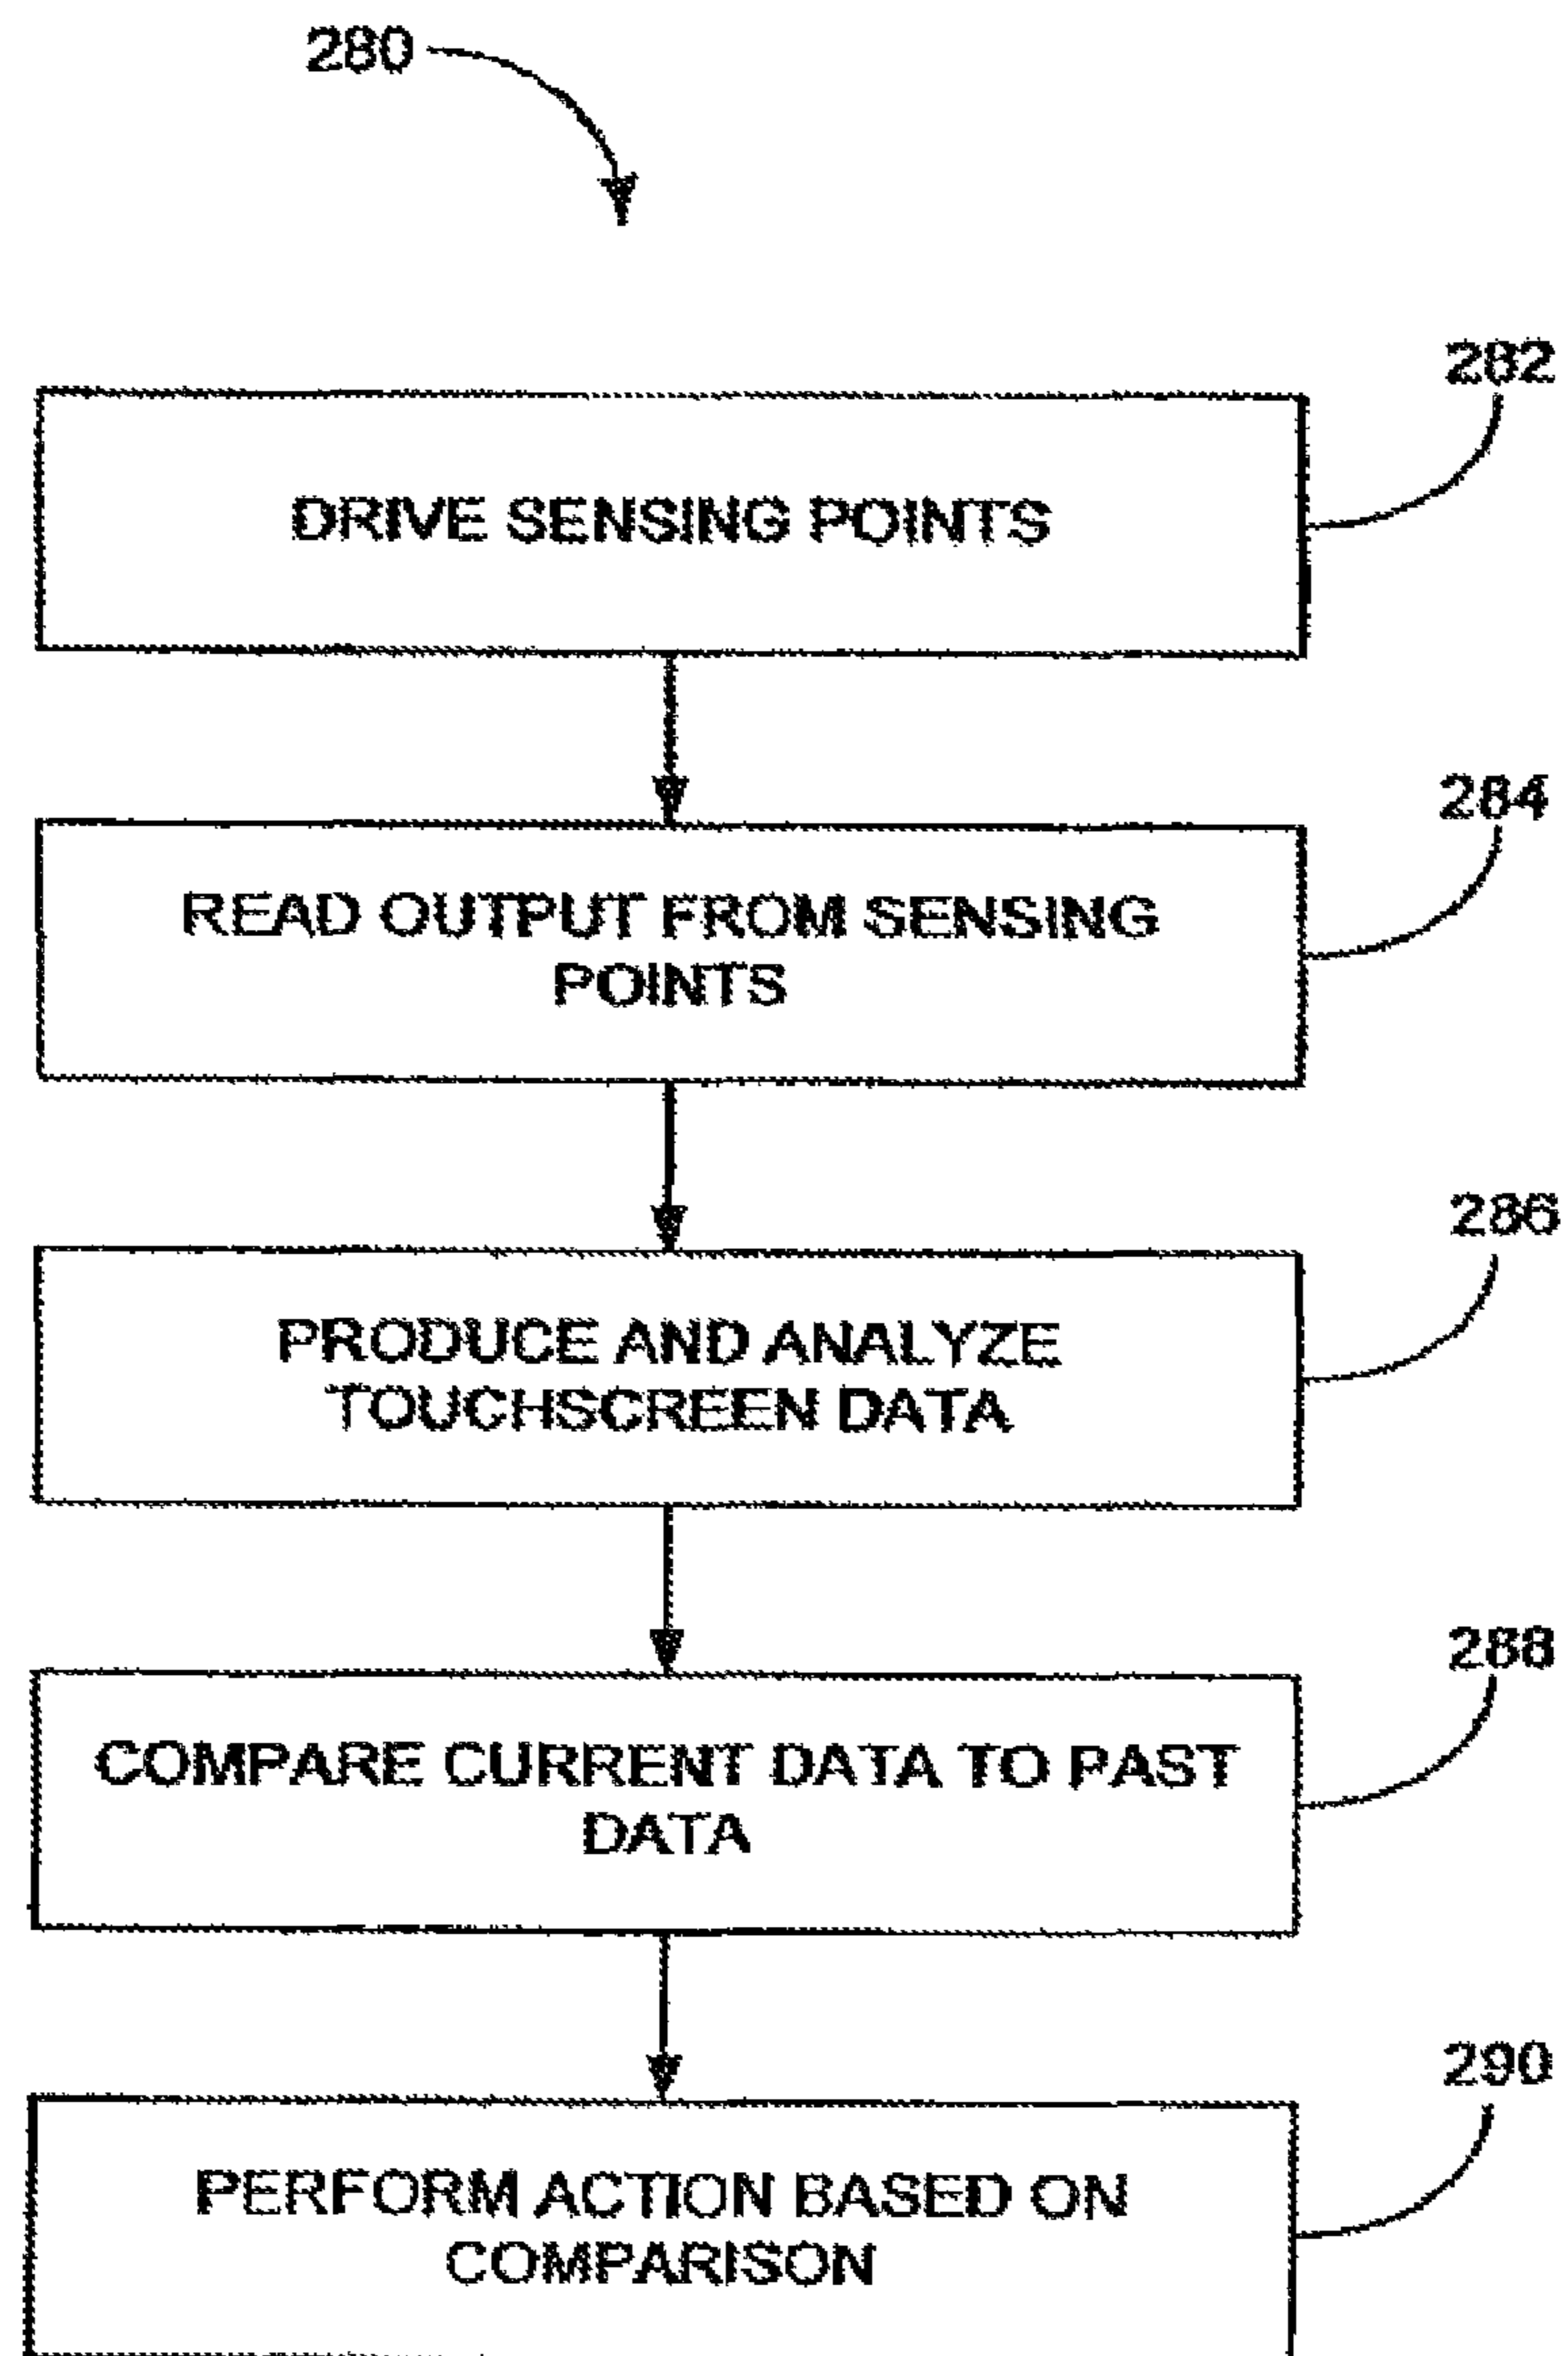 280
282
DRIVE SENSING POINTS
284
READ OUTPUT FROM SENSING
POINTS
286
PRODUCE AND ANALYZE
TOUCHSCREEN DATA
288
COMPARE CURRENT DATA TO PAST
DATA
290
PERFORM ACTION BASED ON
COMPARISON